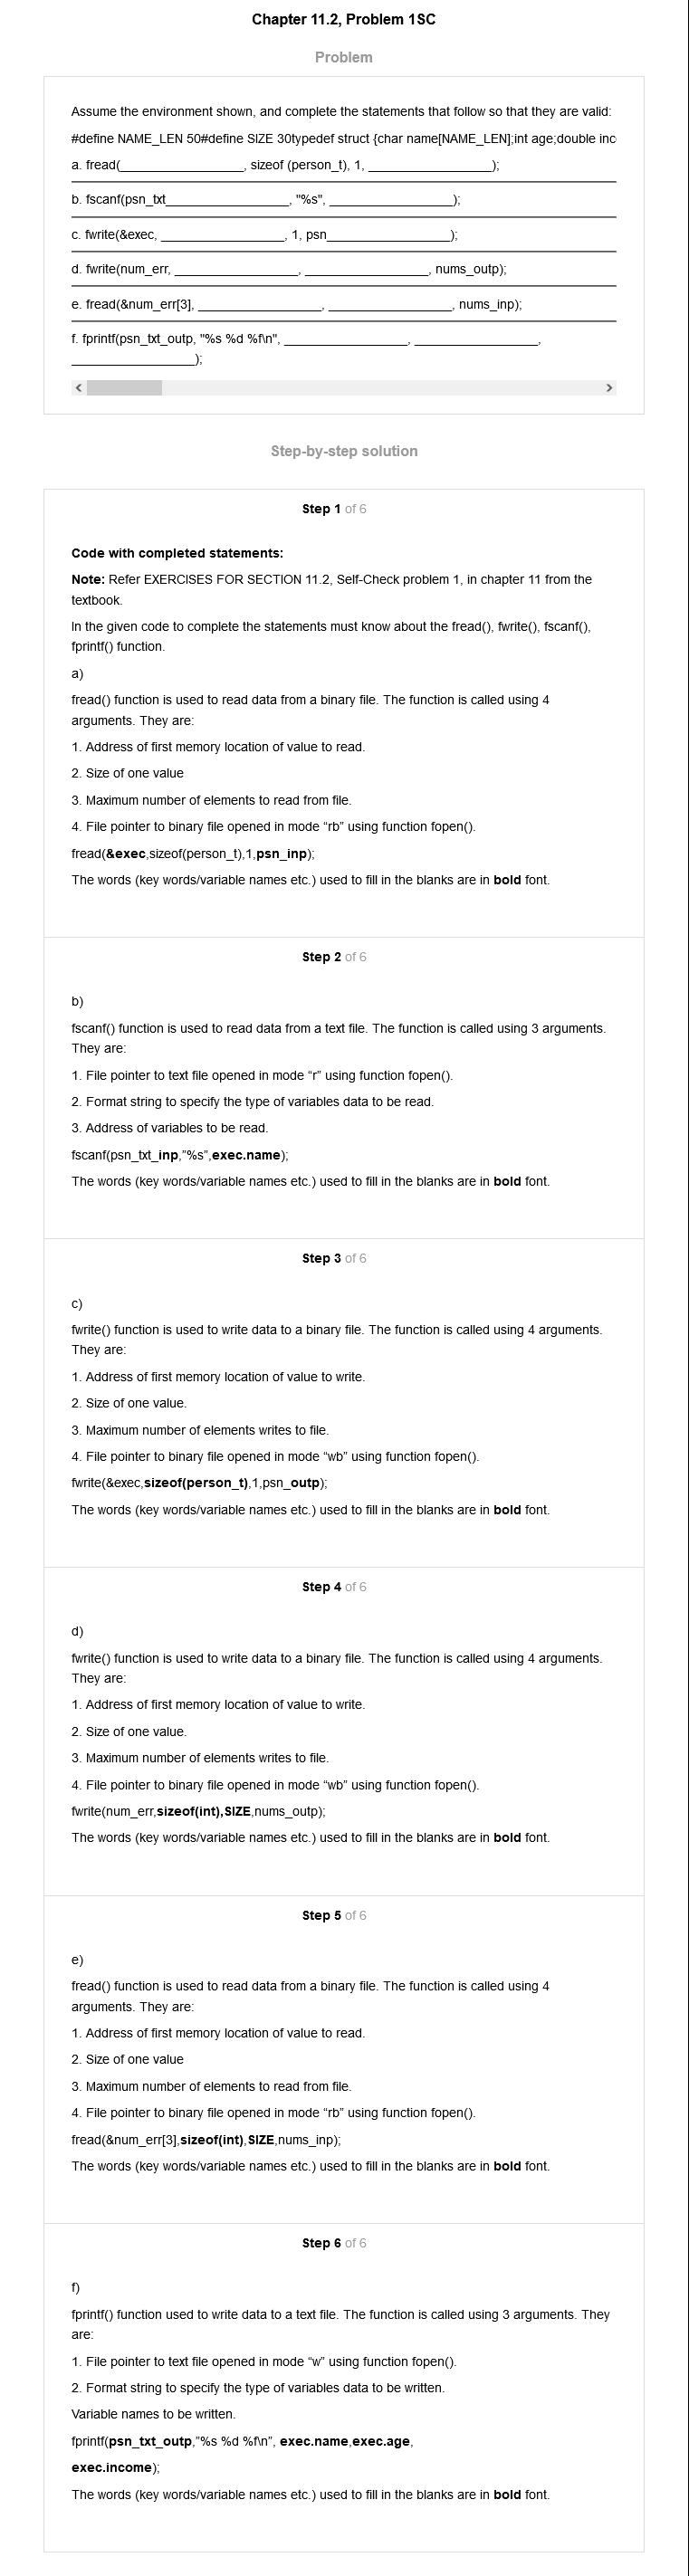 Chapter 11.2, Problem 1SC
Problem
Assume the environment shown, and complete the statements that follow so that they are valid:
#define NAME_LEN 50#define SIZE 30typedef struct {char name[NAME_LEN];int age;double inc
a. fread(__________________, sizeof (person_t), 1, __________________);
b. fscanf(psn_txt__________________, "%s", __________________);
c. fwrite(&exec, __________________, 1, psn__________________);
d. fwrite(num_err, __________________, __________________, nums_outp);
e. fread(&num_err[3], __________________, __________________, nums_inp);
f. fprintf(psn_txt_outp, "%s %d %f\n", __________________, __________________,
__________________);
Step-by-step solution
Step 1 of 6
Code with completed statements:
Note: Refer EXERCISES FOR SECTION 11.2, Self-Check problem 1, in chapter 11 from the
textbook.
In the given code to complete the statements must know about the fread(), fwrite(), fscanf(),
fprintf() function.
a)
fread() function is used to read data from a binary file. The function is called using 4
arguments. They are:
1. Address of first memory location of value to read.
2. Size of one value
3. Maximum number of elements to read from file.
4. File pointer to binary file opened in mode “rb” using function fopen().
fread(&exec,sizeof(person_t),1,psn_inp);
The words (key words/variable names etc.) used to fill in the blanks are in bold font.
Step 2 of 6
b)
fscanf() function is used to read data from a text file. The function is called using 3 arguments.
They are:
1. File pointer to text file opened in mode “r” using function fopen().
2. Format string to specify the type of variables data to be read.
3. Address of variables to be read.
fscanf(psn_txt_inp,”%s”,exec.name);
The words (key words/variable names etc.) used to fill in the blanks are in bold font.
Step 3 of 6
c)
fwrite() function is used to write data to a binary file. The function is called using 4 arguments.
They are:
1. Address of first memory location of value to write.
2. Size of one value.
3. Maximum number of elements writes to file.
4. File pointer to binary file opened in mode “wb” using function fopen().
fwrite(&exec,sizeof(person_t),1,psn_outp);
The words (key words/variable names etc.) used to fill in the blanks are in bold font.
Step 4 of 6
d)
fwrite() function is used to write data to a binary file. The function is called using 4 arguments.
They are:
1. Address of first memory location of value to write.
2. Size of one value.
3. Maximum number of elements writes to file.
4. File pointer to binary file opened in mode “wb” using function fopen().
fwrite(num_err,sizeof(int),SIZE,nums_outp);
The words (key words/variable names etc.) used to fill in the blanks are in bold font.
Step 5 of 6
e)
fread() function is used to read data from a binary file. The function is called using 4
arguments. They are:
1. Address of first memory location of value to read.
2. Size of one value
3. Maximum number of elements to read from file.
4. File pointer to binary file opened in mode “rb” using function fopen().
fread(&num_err[3],sizeof(int),SIZE,nums_inp);
The words (key words/variable names etc.) used to fill in the blanks are in bold font.
Step 6 of 6
f)
fprintf() function used to write data to a text file. The function is called using 3 arguments. They
are:
1. File pointer to text file opened in mode “w” using function fopen().
2. Format string to specify the type of variables data to be written.
Variable names to be written.
fprintf(psn_txt_outp,”%s %d %f\n”, exec.name,exec.age,
exec.income);
The words (key words/variable names etc.) used to fill in the blanks are in bold font.